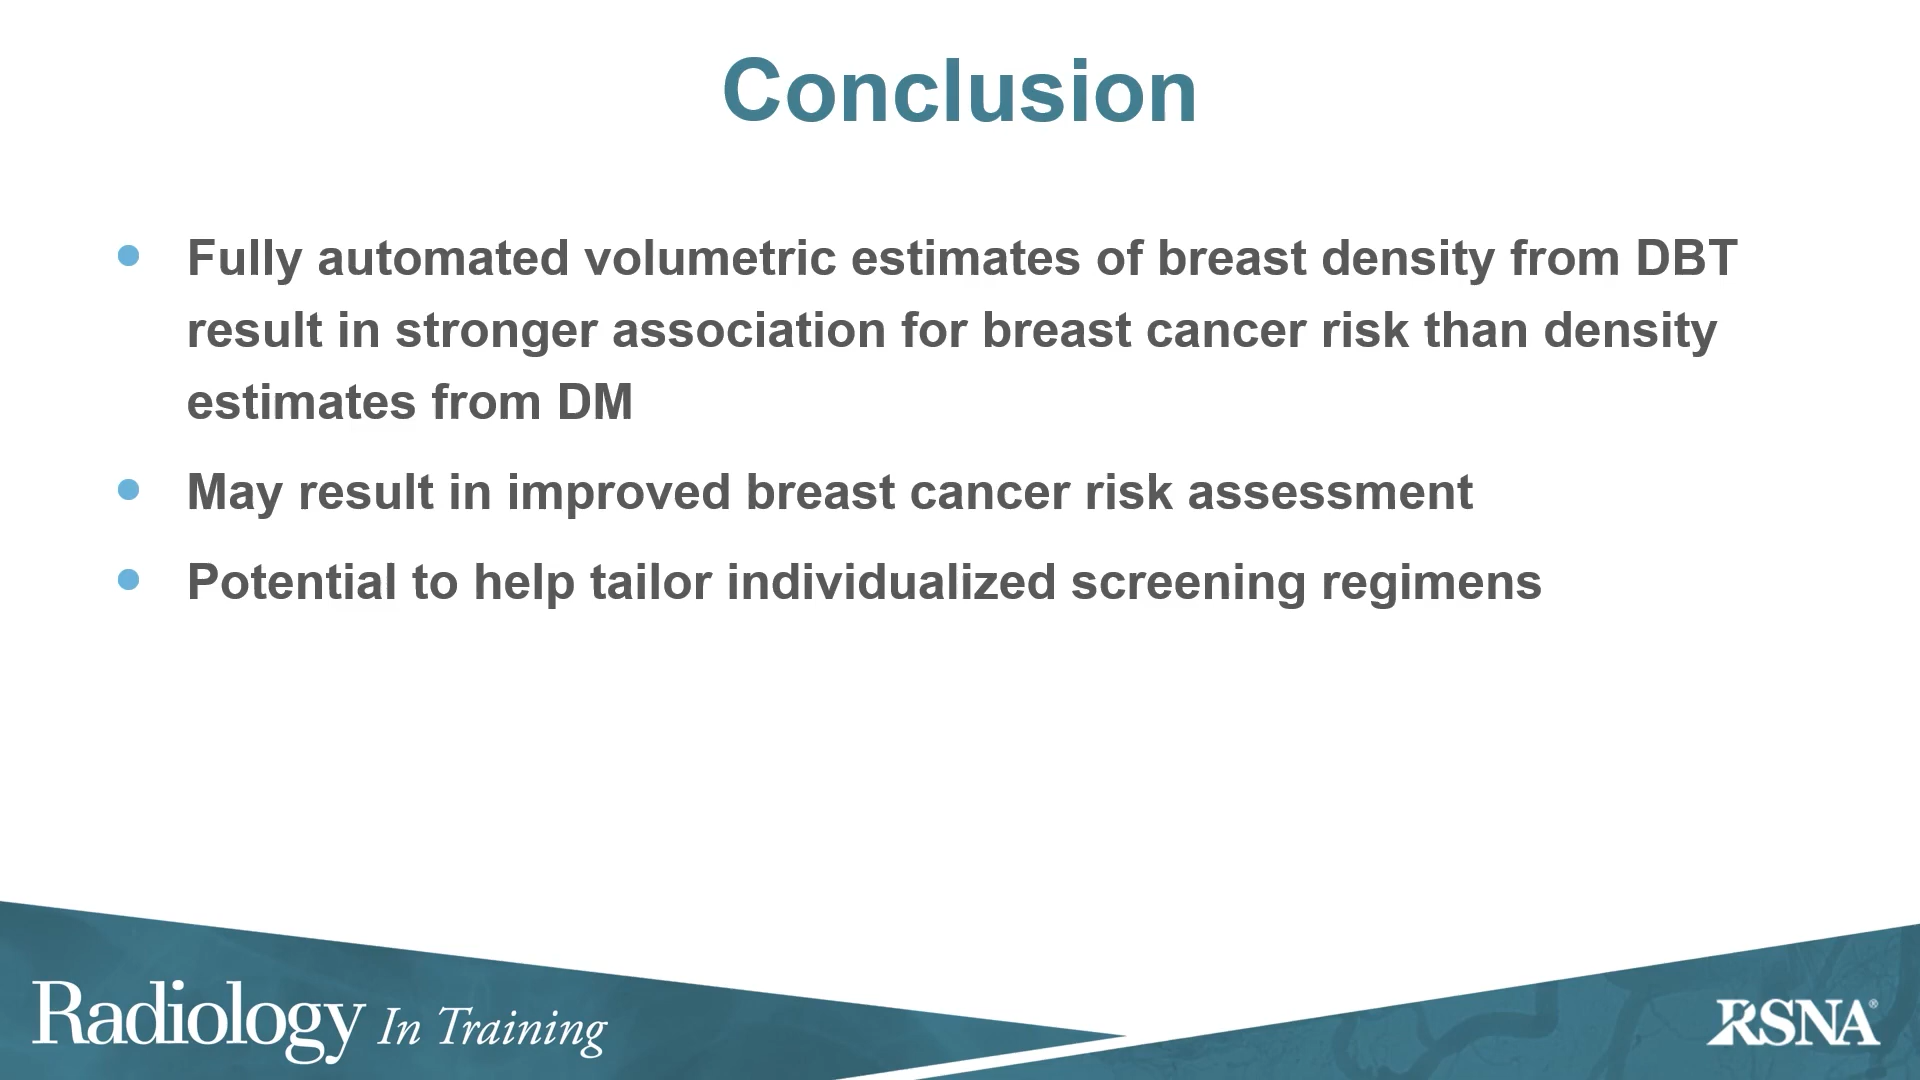 Conclusion
Fully automated volumetric estimates of breast density from DBT
result in stronger association for breast cancer risk than density
estimates from DM
May result in improved breast cancer risk assessment
Potential to help tailor individualized screening regimens
Radiology In Training
RSNA®